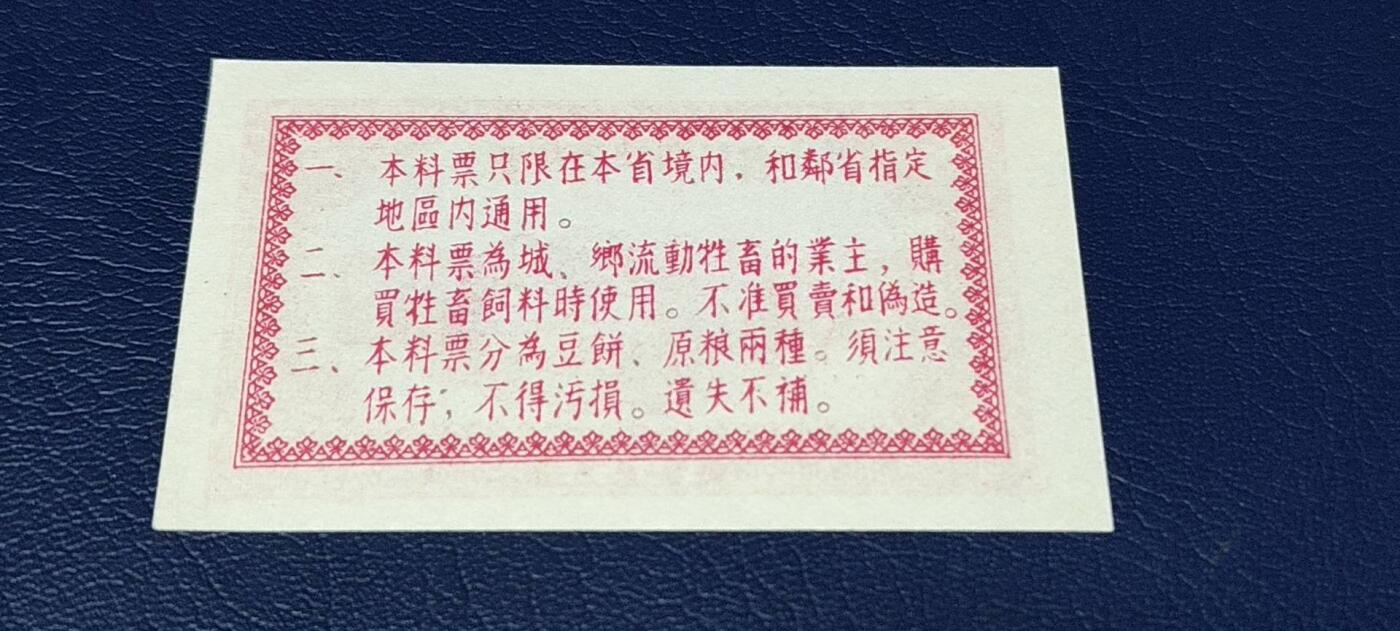 一、本料票只限在本省境内，和鄰省指定
地區内通用。
二、本料票為城、鄉流動牲畜的業主，購
買牲畜飼料時使用。不准買賣和偽造。
三、本料票分為豆餅、原粮兩種。須注意
保存，不得污損。遺失不補。